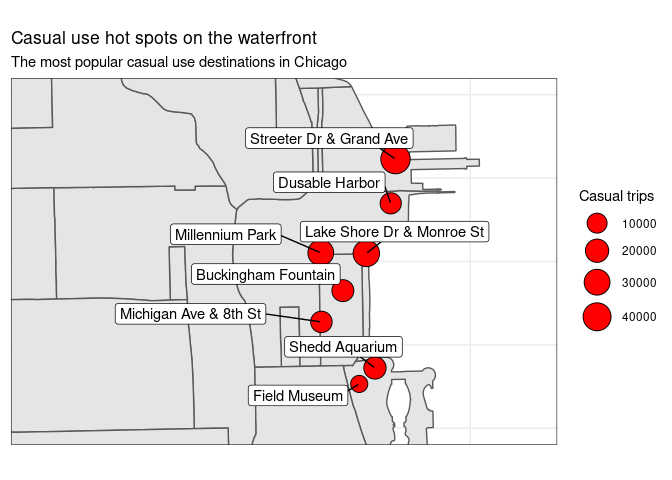 Casual use hot spots on the waterfront
The most popular casual use destinations in Chicago
Streeter Dr & Grand Ave
Dusable Harbor
Millennium Park
Lake Shore Dr & Monroe St
Buckingham Fountain
Michigan Ave & 8th St
Shedd Aquarium
Field Museum
Casual trips
10000
20000
30000
40000